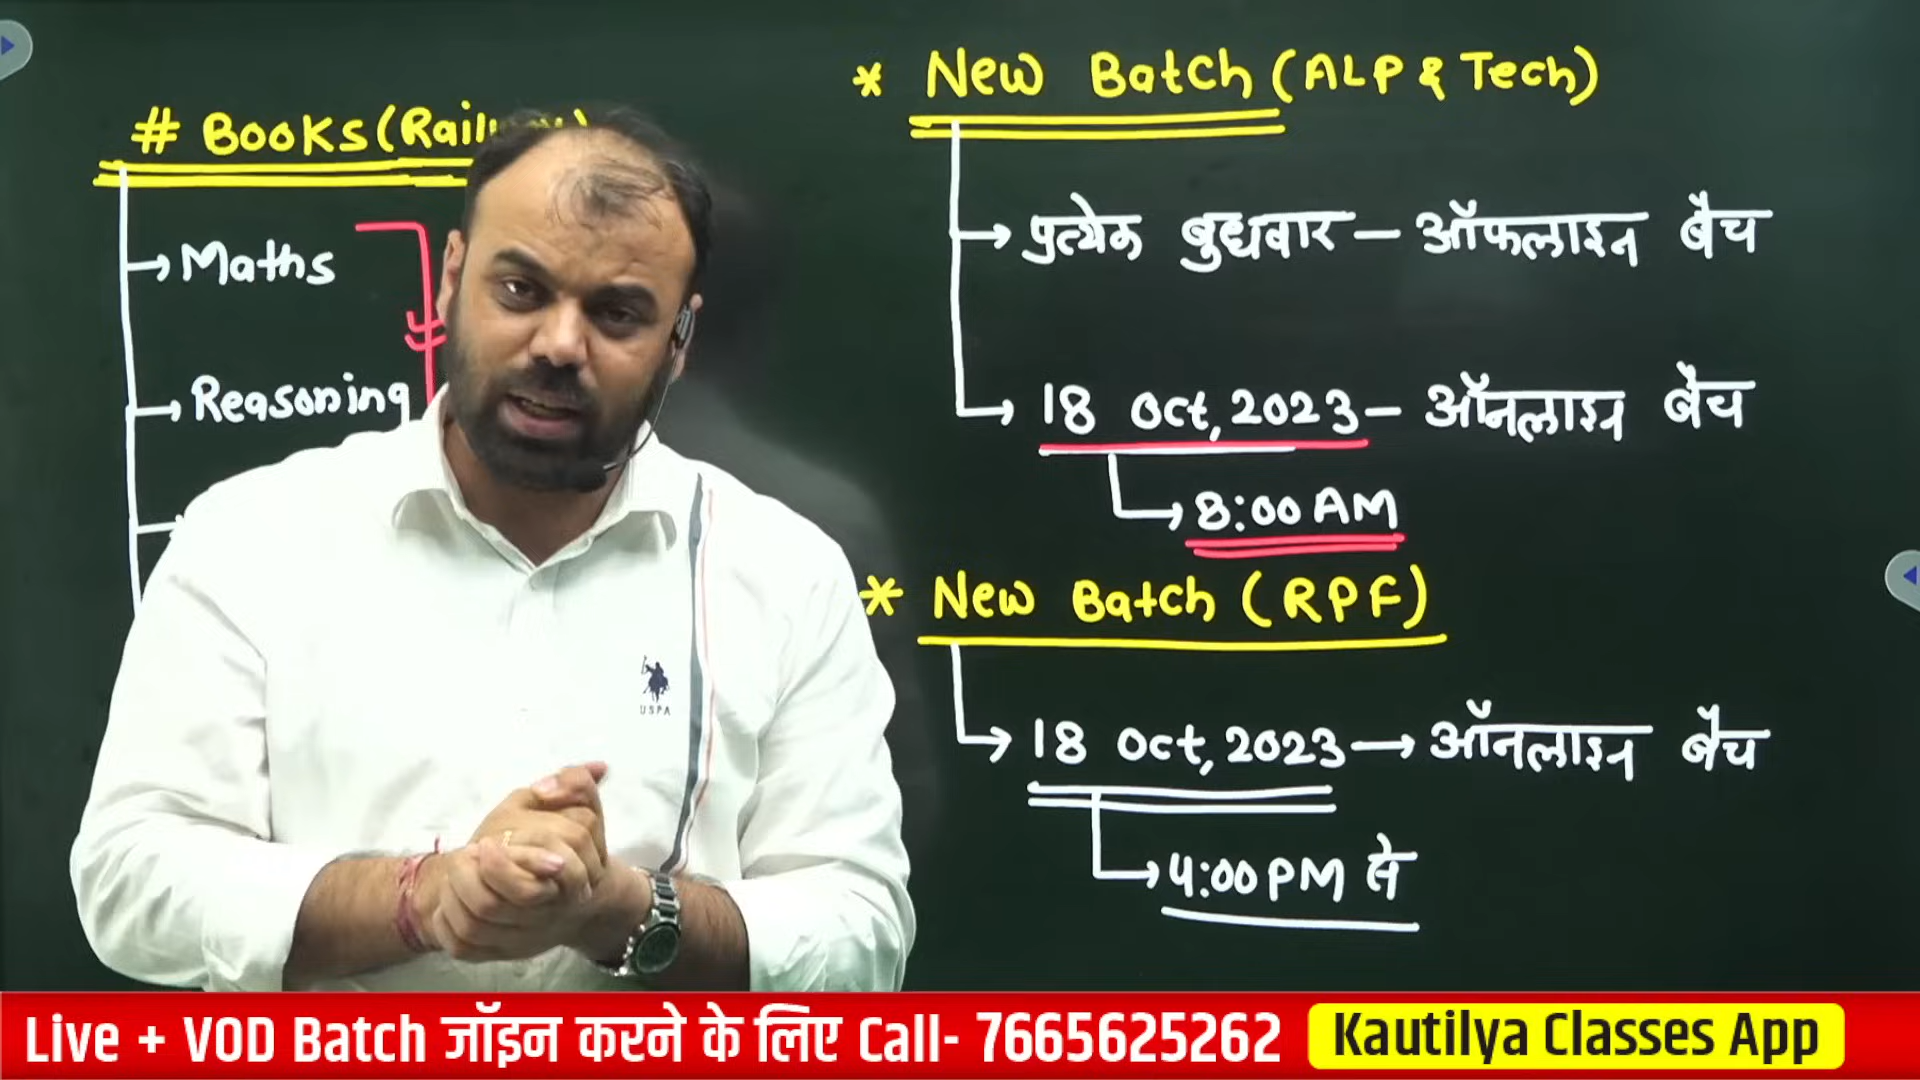 # Books (Rail
Maths
Reasoning
* New Batch (ALP & Tech)
प्रत्येक बुधवार – ऑफलाइन बैच
18 Oct, 2023 – ऑनलाइन बैच
8:00 AM
* New Batch (RPF)
18 Oct, 2023 → ऑनलाइन बैच
4:00 PM से
USPA
Live + VOD Batch जॉइन करने के लिए Call- 7665625262
Kautilya Classes App